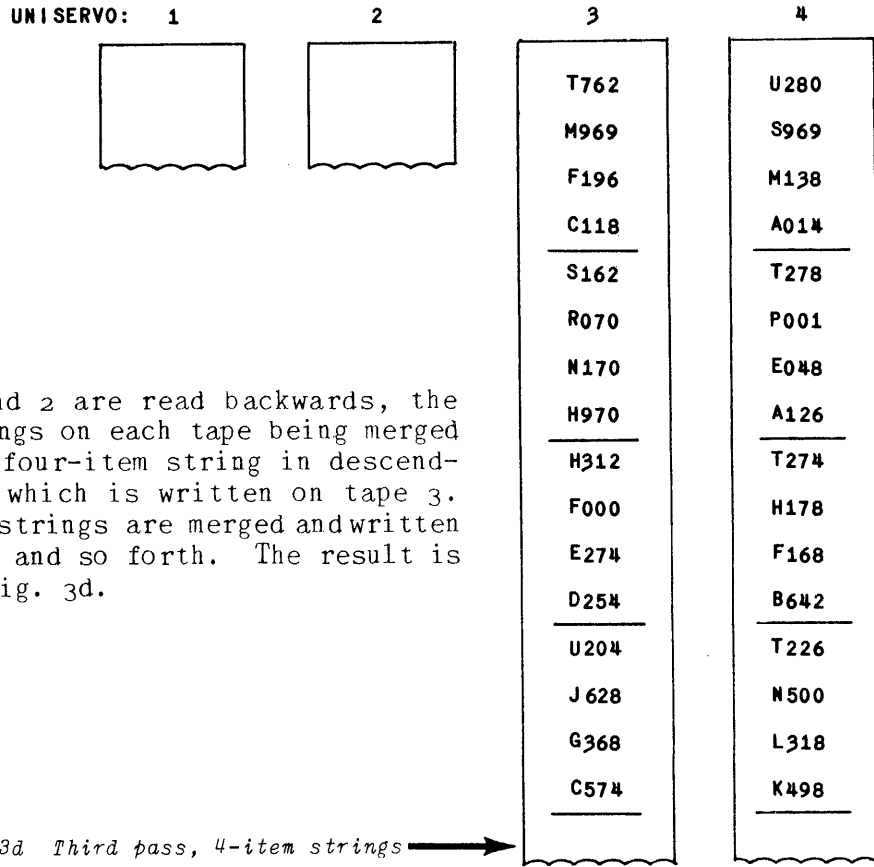 UNISERVO: 1 2 3 4
T762 U280
M969 S969
F196 M138
C118 A014
S162 T278
R070 P001
N170 E048
H970 A126
H312 T274
F000 H178
E274 F168
D254 B642
U204 T226
J628 N500
G368 L318
C574 K498
nd 2 are read backwards, the
ngs on each tape being merged
four-item string in descend-
which is written on tape 3.
strings are merged and written
and so forth. The result is
ig. 3d.
3d Third pass, 4-item strings